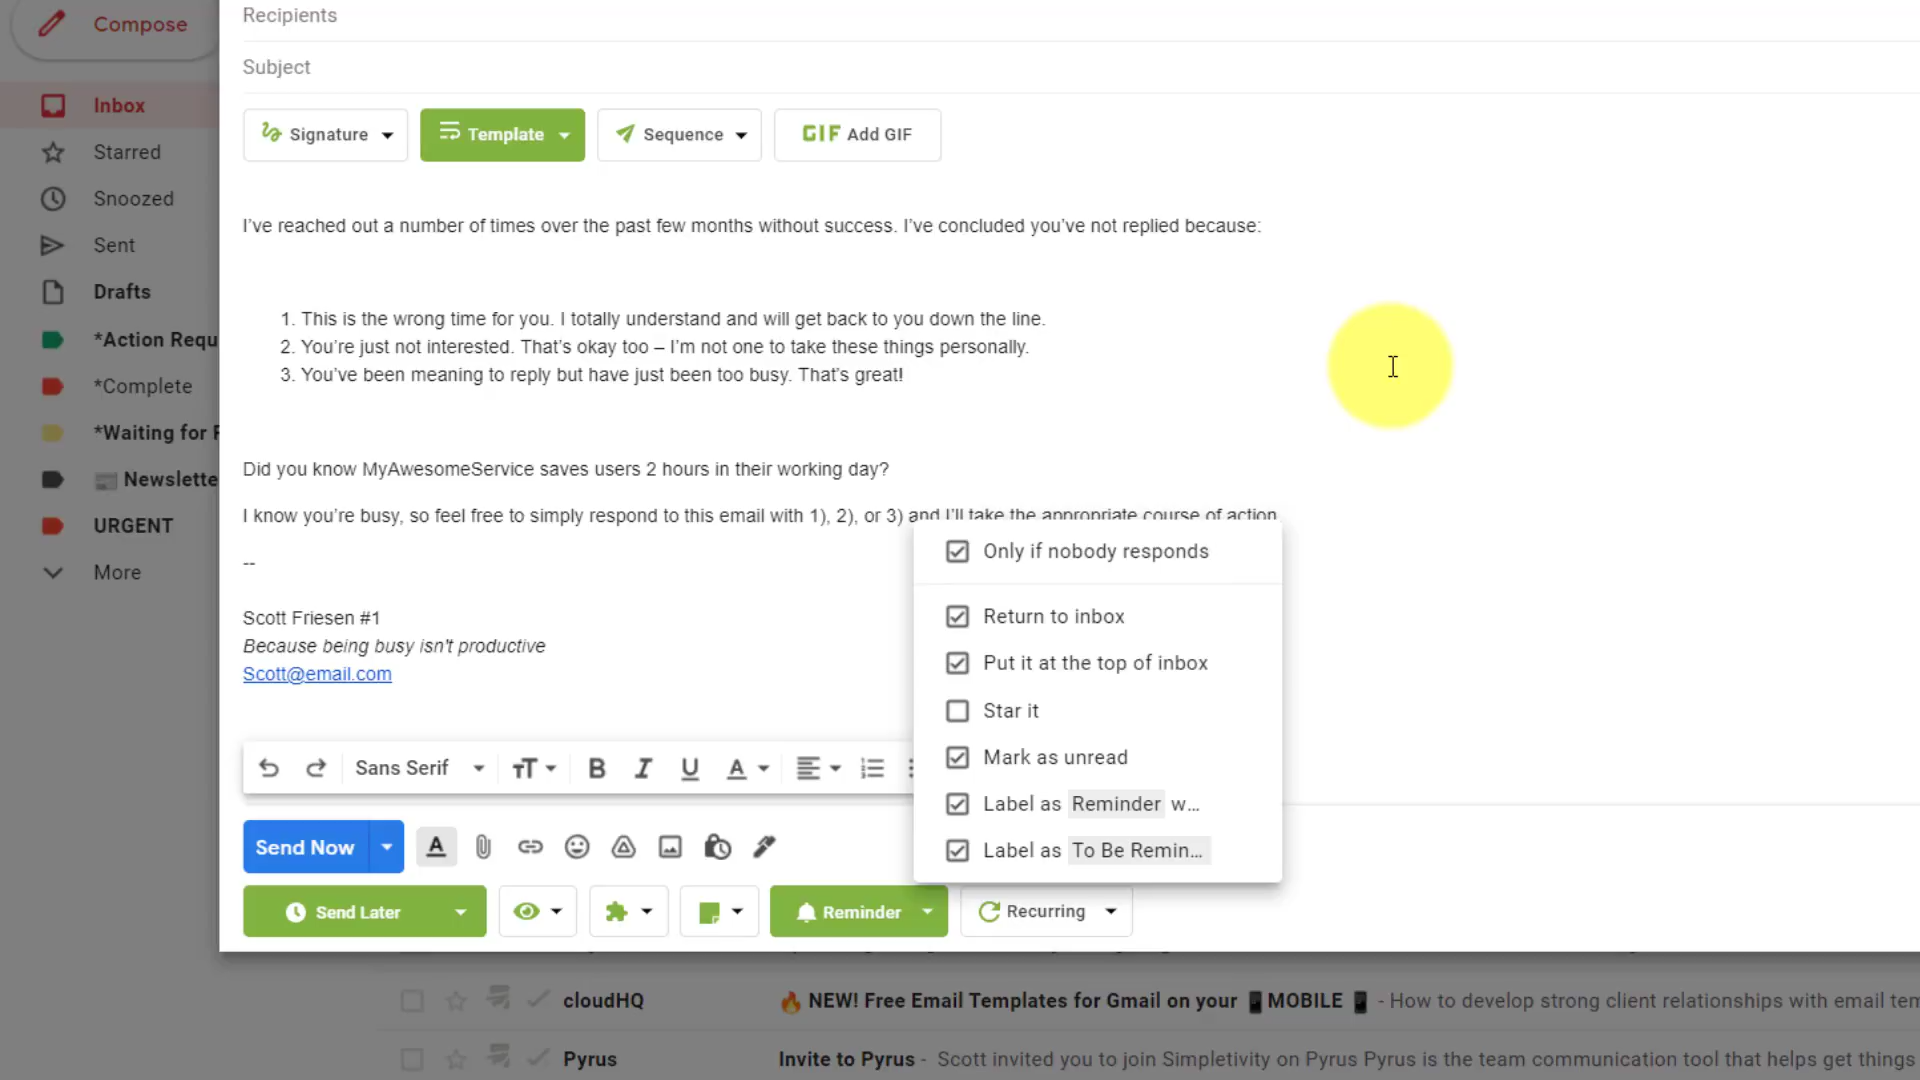 Compose
Inbox
Starred
Snoozed
Sent
Drafts
*Action Requ
*Complete
*Waiting for F
Newslette
URGENT
More
Recipients
Subject
Signature
Template
Sequence
GIF Add GIF
I've reached out a number of times over the past few months without success. I've concluded you've not replied because:
1. This is the wrong time for you. I totally understand and will get back to you down the line.
2. You're just not interested. That's okay too – I'm not one to take these things personally.
3. You've been meaning to reply but have just been too busy. That's great!
Did you know MyAwesomeService saves users 2 hours in their working day?
I know you're busy, so feel free to simply respond to this email with 1), 2), or 3) and I'll take the appropriate course of action
--
Scott Friesen #1
Because being busy isn't productive
Scott@email.com
Only if nobody responds
Return to inbox
Put it at the top of inbox
Star it
Mark as unread
Label as Reminder w...
Label as To Be Remin...
Sans Serif
Send Now
Send Later
Reminder
Recurring
cloudHQ
🔥 NEW! Free Email Templates for Gmail on your 📱MOBILE 📱 - How to develop strong client relationships with email tem
Pyrus
Invite to Pyrus - Scott invited you to join Simpletivity on Pyrus Pyrus is the team communication tool that helps get things